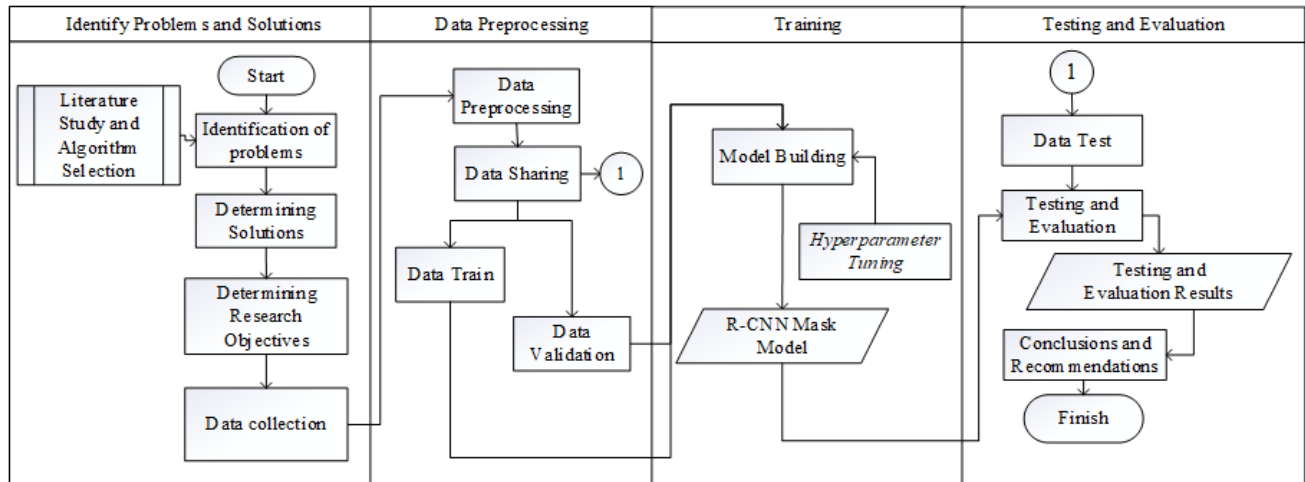 Identify Problems and Solutions
Data Preprocessing
Training
Testing and Evaluation
Start
Literature
Study and
Algorithm
Selection
Identification of
problems
Determining
Solutions
Determining
Research
Objectives
Data collection
Data
Preprocessing
Data Sharing
1
Data Train
Data
Validation
Model Building
Hyperparameter
Tuning
R-CNN Mask
Model
1
Data Test
Testing and
Evaluation
Testing and
Evaluation Results
Conclusions and
Recommendations
Finish